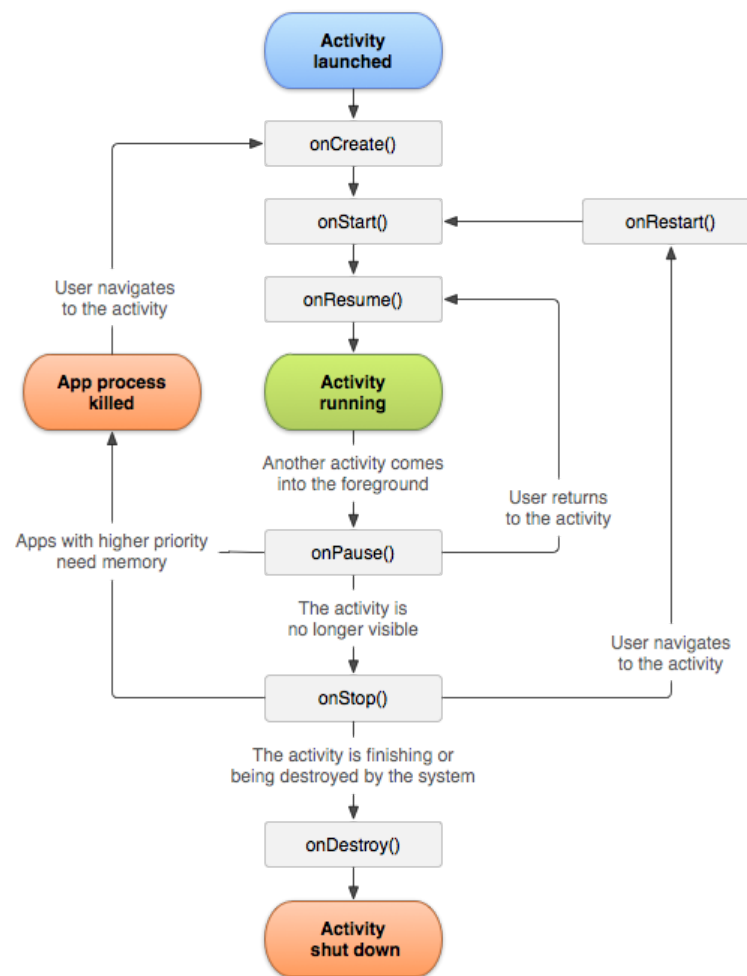 Activity
launched
onCreate()
onStart()
onRestart()
User navigates
to the activity
onResume()
App process
killed
Activity
running
Another activity comes
into the foreground
User returns
to the activity
Apps with higher priority
need memory
onPause()
The activity is
no longer visible
User navigates
to the activity
onStop()
The activity is finishing or
being destroyed by the system
onDestroy()
Activity
shut down